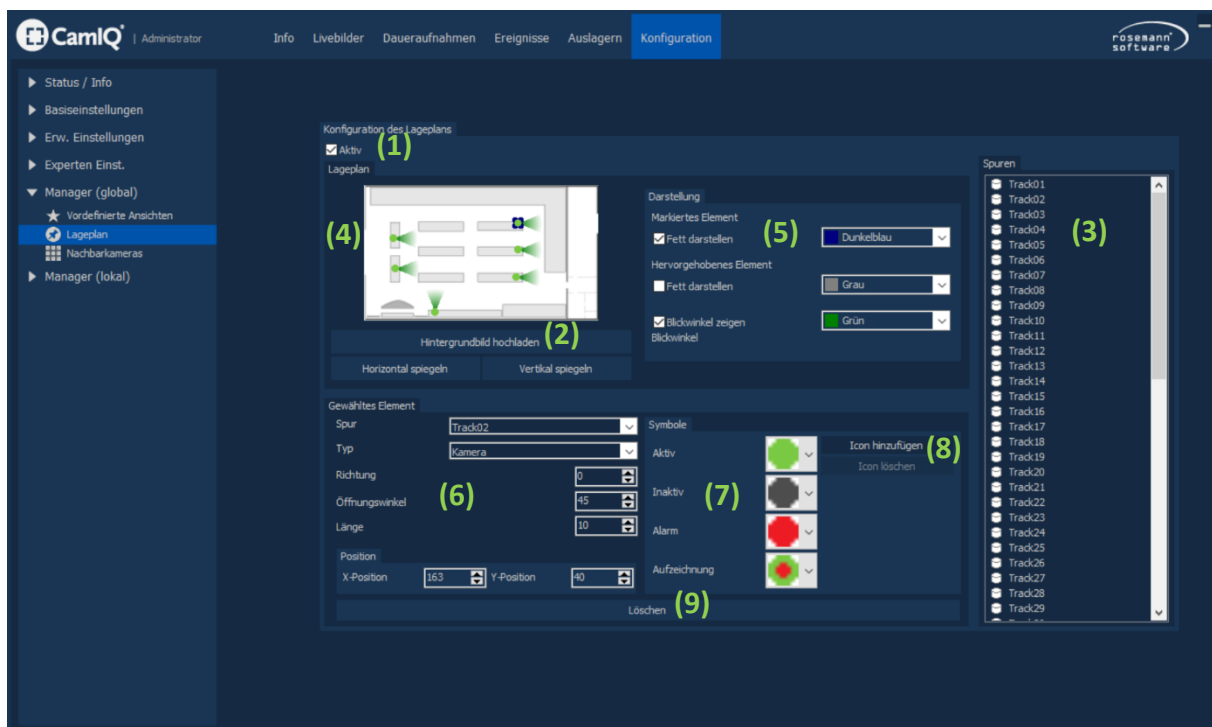 CamIQ | Administrator
Info Livebilder Daueraufnahmen Ereignisse Auslagern Konfiguration
rosemann
software
Status / Info
Basiseinstellungen
Erw. Einstellungen
Experten Einst.
Manager (global)
Vordefinierte Ansichten
Lageplan
Nachbarkameras
Manager (lokal)
Konfiguration des Lageplans
Aktiv (1)
Lageplan
(4)
(2)
Hintergrundbild hochladen
Horizontal spiegeln Vertikal spiegeln
Darstellung
Markiertes Element
Fett darstellen (5) Dunkelblau
Hervorgehobenes Element
Fett darstellen Grau
Blickwinkel zeigen Grün
Blickwinkel
Gewähltes Element
Spur Track02
Typ Kamera
Richtung 0
Öffnungswinkel (6) 45
Länge 10
Position
X-Position 163 Y-Position 40
Symbole
Aktiv
Inaktiv (7)
Alarm
Aufzeichnung
Icon hinzufügen (8)
Icon löschen
Löschen (9)
Spuren
(3)
Track01
Track02
Track03
Track04
Track05
Track06
Track07
Track08
Track09
Track10
Track11
Track12
Track13
Track14
Track15
Track16
Track17
Track18
Track19
Track20
Track21
Track22
Track23
Track24
Track25
Track26
Track27
Track28
Track29